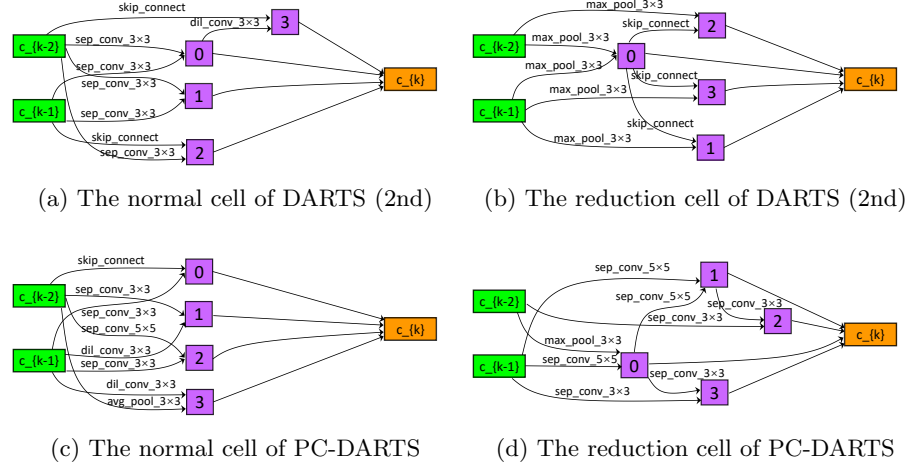 skip_connect
dil_conv_3×3
3
c_{k-2}
sep_conv_3×3
0
sep_conv_3×3
sep_conv_3×3
1
c_{k-1}
sep_conv_3×3
skip_connect
2
sep_conv_3×3
c_{k}
(a) The normal cell of DARTS (2nd)
max_pool_3×3
skip_connect
2
c_{k-2}
max_pool_3×3
0
max_pool_3×3
skip_connect
3
c_{k-1}
max_pool_3×3
skip_connect
max_pool_3×3
1
c_{k}
(b) The reduction cell of DARTS (2nd)
skip_connect
0
c_{k-2}
sep_conv_3×3
sep_conv_3×3
1
sep_conv_5×5
c_{k-1}
dil_conv_3×3
2
sep_conv_3×3
dil_conv_3×3
avg_pool_3×3
3
c_{k}
(c) The normal cell of PC-DARTS
sep_conv_5×5
1
c_{k-2}
sep_conv_5×5
sep_conv_3×3
sep_conv_3×3
2
max_pool_3×3
c_{k-1}
sep_conv_5×5
0
sep_conv_3×3
sep_conv_3×3
3
c_{k}
(d) The reduction cell of PC-DARTS